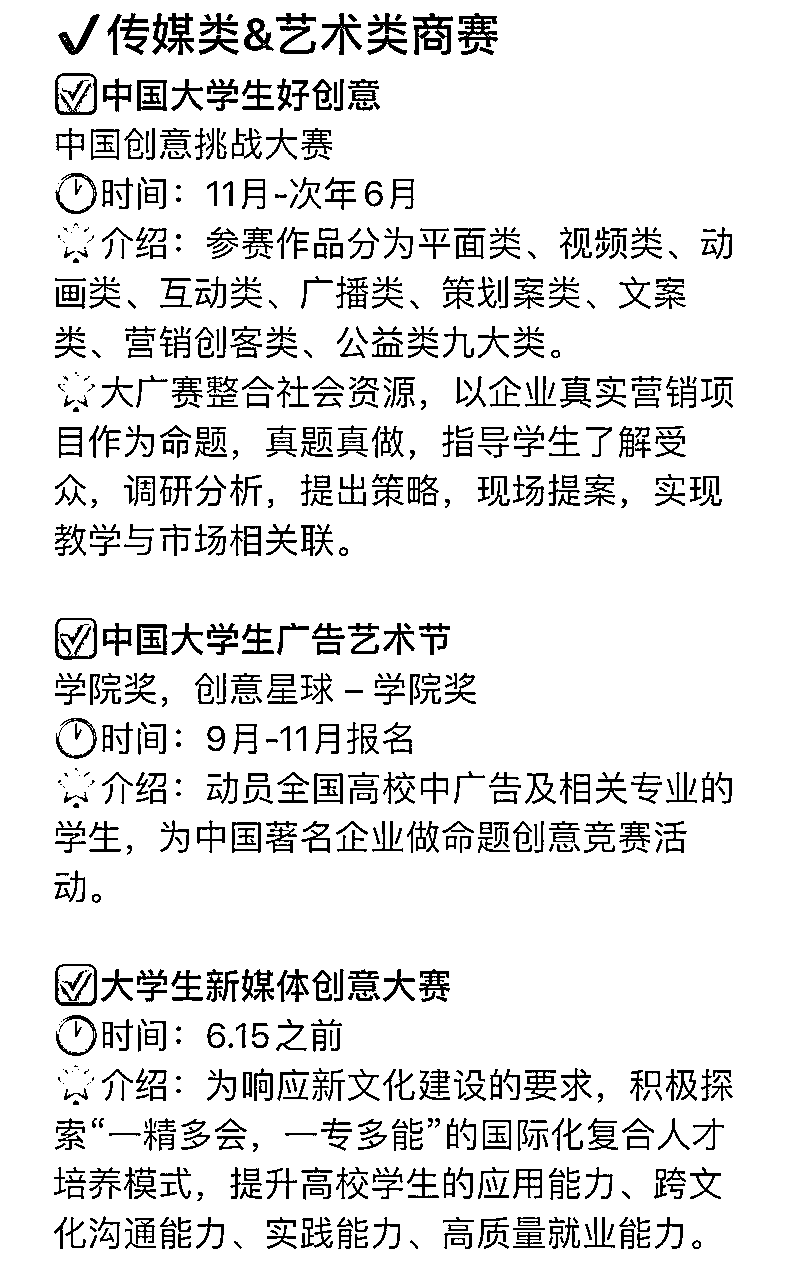 ✔传媒类&艺术类商赛
☑中国大学生好创意
中国创意挑战大赛
🕐时间：11月-次年6月
🌟介绍：参赛作品分为平面类、视频类、动
画类、互动类、广播类、策划案类、文案
类、营销创客类、公益类九大类。
🌟大广赛整合社会资源，以企业真实营销项
目作为命题，真题真做，指导学生了解受
众，调研分析，提出策略，现场提案，实现
教学与市场相关联。
☑中国大学生广告艺术节
学院奖，创意星球 – 学院奖
🕐时间：9月-11月报名
🌟介绍：动员全国高校中广告及相关专业的
学生，为中国著名企业做命题创意竞赛活
动。
☑大学生新媒体创意大赛
🕐时间：6.15之前
🌟介绍：为响应新文化建设的要求，积极探
索“一精多会，一专多能”的国际化复合人才
培养模式，提升高校学生的应用能力、跨文
化沟通能力、实践能力、高质量就业能力。